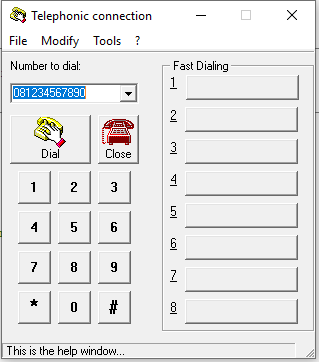 Telephonic connection
File Modify Tools ?
Number to dial:
081234567890
Dial
Close
1 2 3
4 5 6
7 8 9
* 0 #
Fast Dialing
1
2
3
4
5
6
7
8
This is the help window...